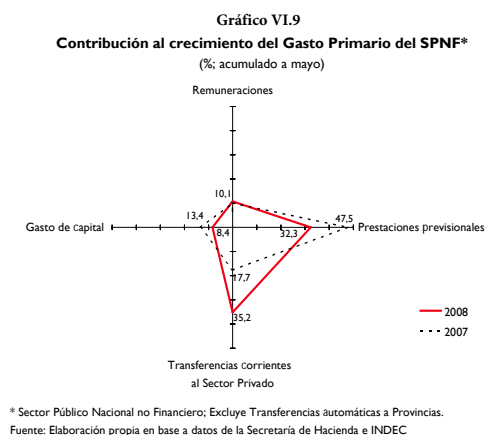 Gráfico VI.9
Contribución al crecimiento del Gasto Primario del SPNF*
(%; acumulado a mayo)
Remuneraciones
10,1
13,4
47,5
Gasto de capital
8,4
32,3
Prestaciones previsionales
17,7
35,2
2008
2007
Transferencias corrientes
al Sector Privado
* Sector Público Nacional no Financiero; Excluye Transferencias automáticas a Provincias.
Fuente: Elaboración propia en base a datos de la Secretaría de Hacienda e INDEC